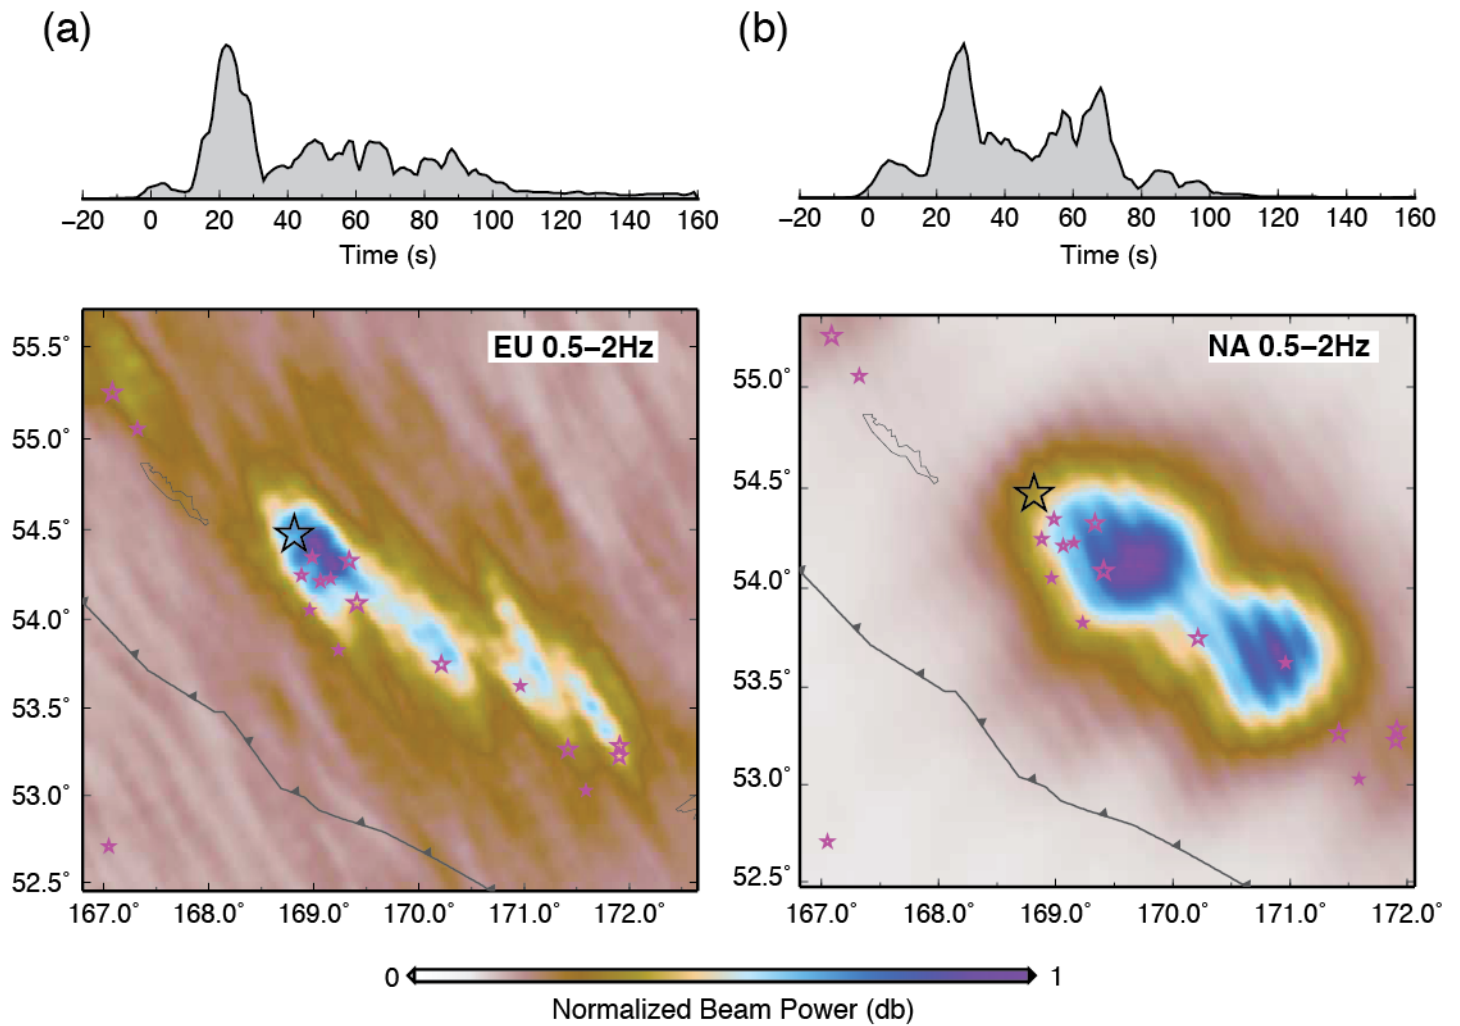 (a)
(b)
−20 0 20 40 60 80 100 120 140 160
Time (s)
−20 0 20 40 60 80 100 120 140 160
Time (s)
EU 0.5−2Hz
55.5˚
55.0˚
54.5˚
54.0˚
53.5˚
53.0˚
52.5˚
167.0˚ 168.0˚ 169.0˚ 170.0˚ 171.0˚ 172.0˚
NA 0.5−2Hz
55.0˚
54.5˚
54.0˚
53.5˚
53.0˚
52.5˚
167.0˚ 168.0˚ 169.0˚ 170.0˚ 171.0˚ 172.0˚
0 1
Normalized Beam Power (db)